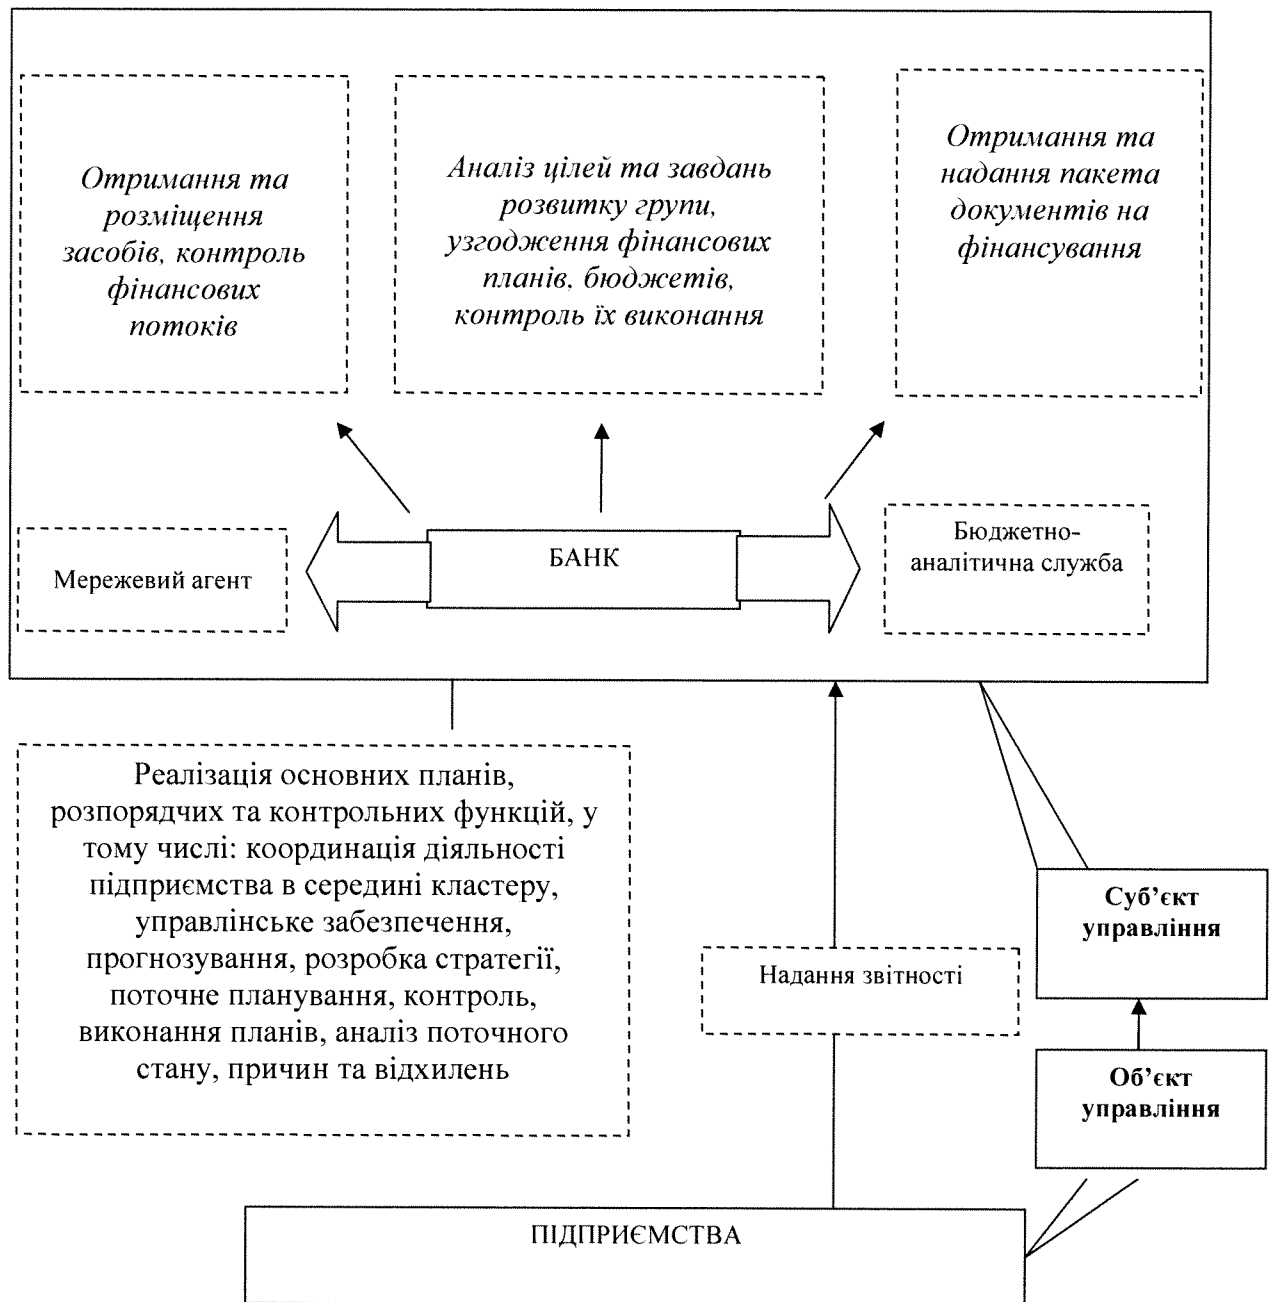 Отримання та
розміщення
засобів, контроль
фінансових
потоків
Аналіз цілей та завдань
розвитку групи,
узгодження фінансових
планів, бюджетів,
контроль їх виконання
Отримання та
надання пакета
документів на
фінансування
Мережевий агент
БАНК
Бюджетно-
аналітична служба
Реалізація основних планів,
розпорядчих та контрольних функцій, у
тому числі: координація діяльності
підприємства в середині кластеру,
управлінське забезпечення,
прогнозування, розробка стратегії,
поточне планування, контроль,
виконання планів, аналіз поточного
стану, причин та відхилень
Надання звітності
Суб’єкт
управління
Об’єкт
управління
ПІДПРИЄМСТВА